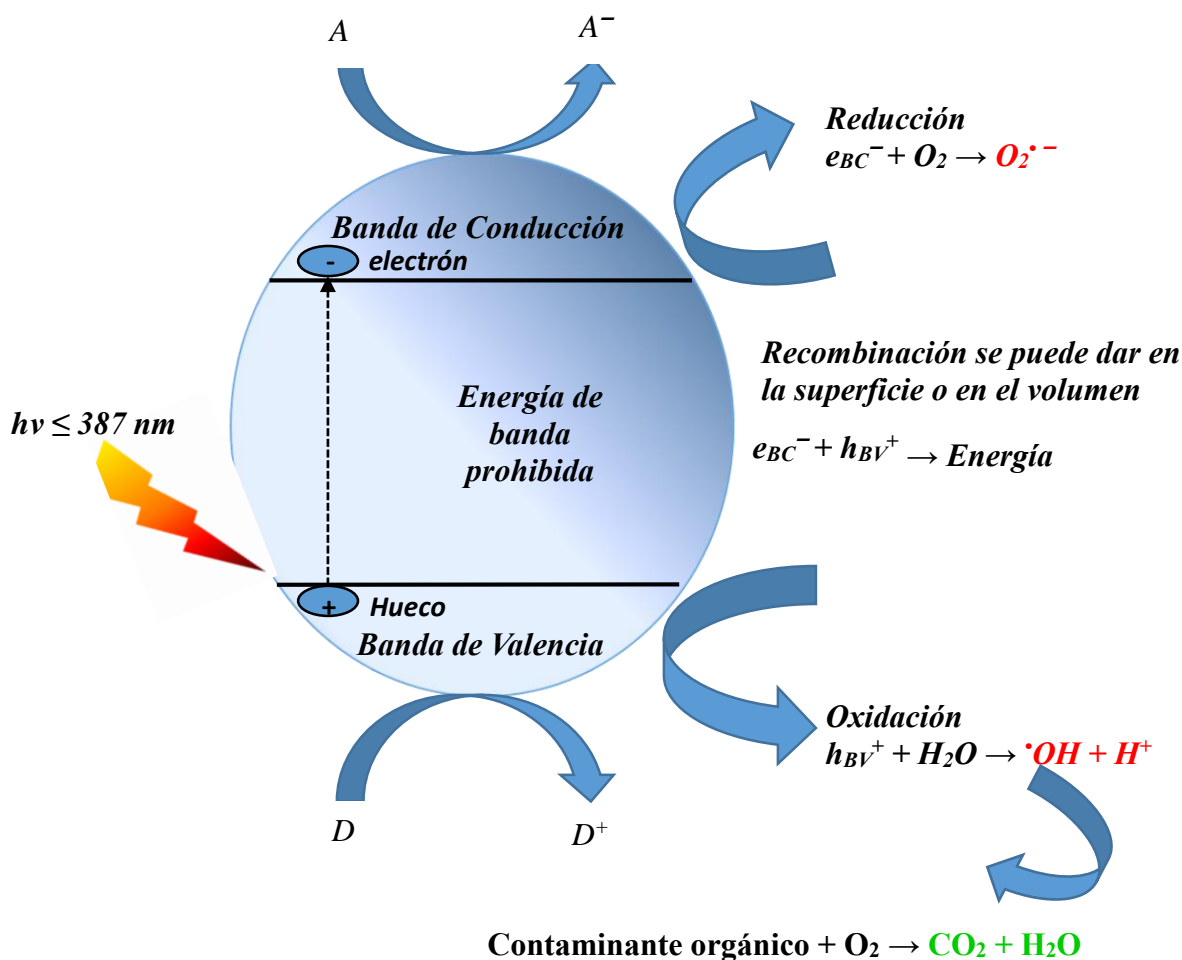 A
A⁻
Reducción
e_BC⁻ + O₂ → O₂•⁻
Banda de Conducción
- electrón
Recombinación se puede dar en
la superficie o en el volumen
e_BC⁻ + h_BV⁺ → Energía
Energía de
banda
prohibida
hν ≤ 387 nm
+ Hueco
Banda de Valencia
Oxidación
h_BV⁺ + H₂O → •OH + H⁺
D
D⁺
Contaminante orgánico + O₂ → CO₂ + H₂O